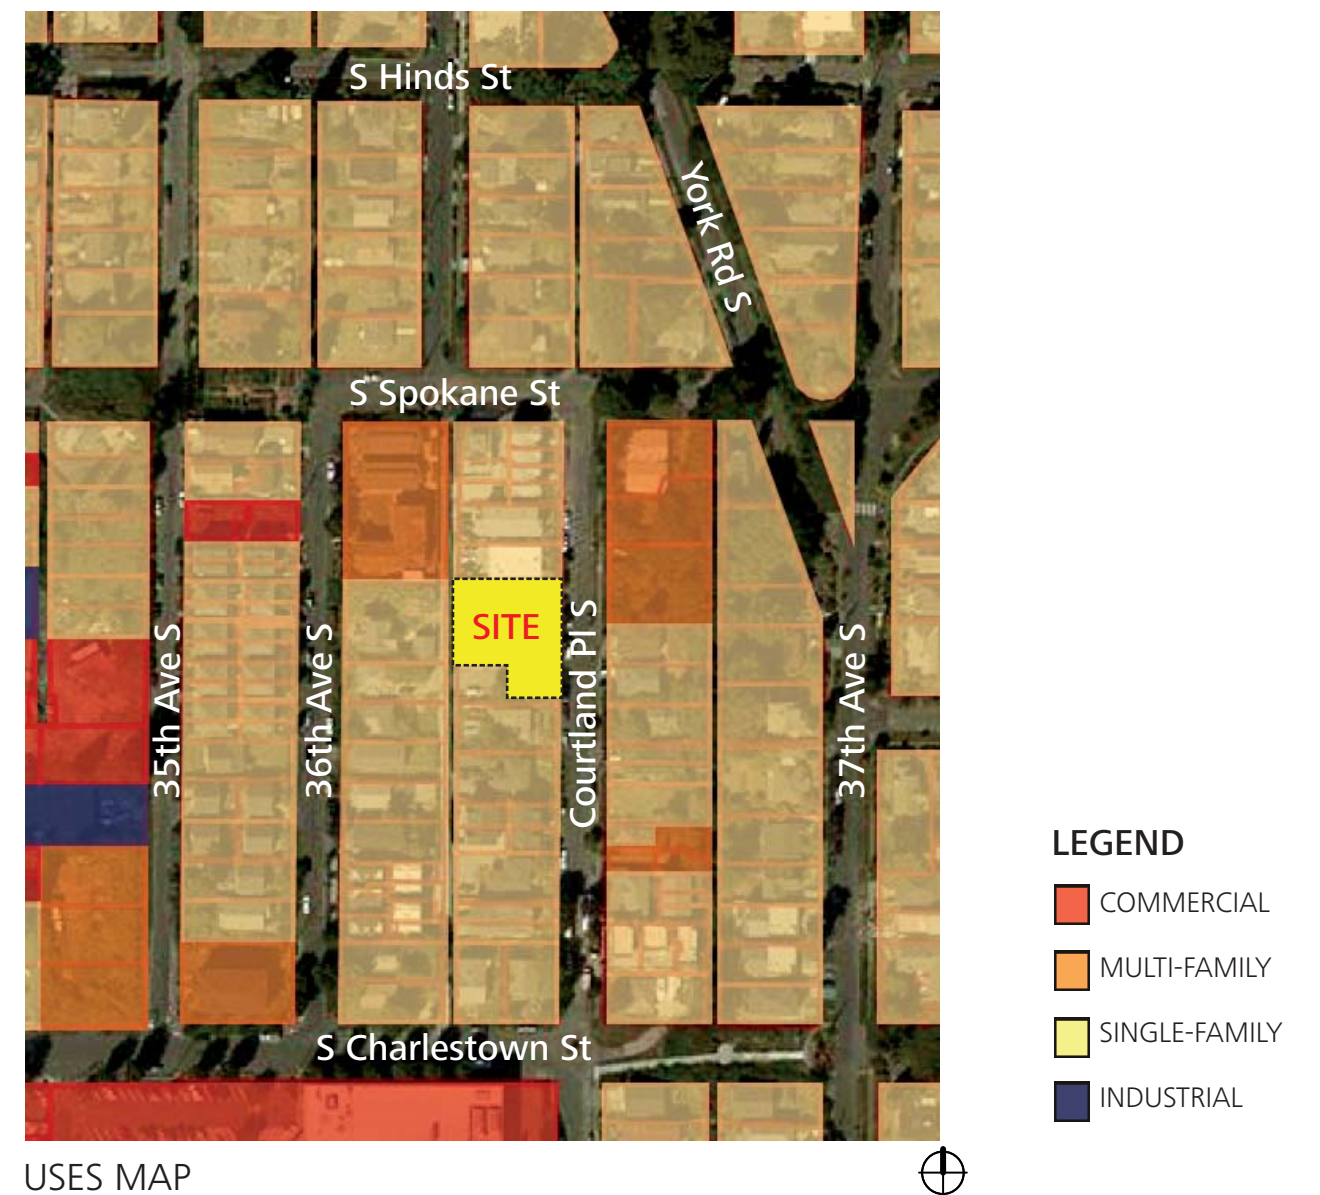 S Hinds St
York Rd S
S Spokane St
SITE
35th Ave S
36th Ave S
Courtland Pl S
37th Ave S
S Charlestown St
LEGEND
COMMERCIAL
MULTI-FAMILY
SINGLE-FAMILY
INDUSTRIAL
USES MAP